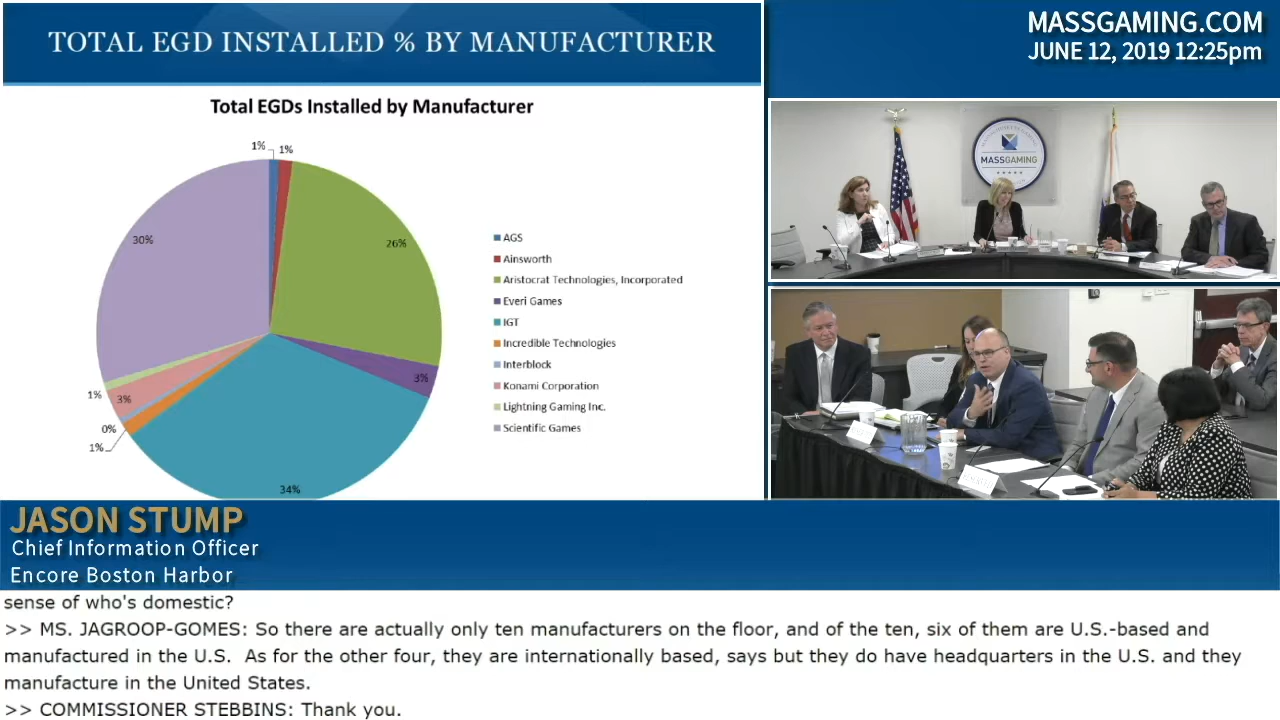 TOTAL EGD INSTALLED % BY MANUFACTURER
MASSGAMING.COM
JUNE 12, 2019 12:25pm
Total EGDs Installed by Manufacturer
1%
1%
26%
3%
34%
1%
0%
3%
1%
30%
AGS
Ainsworth
Aristocrat Technologies, Incorporated
Everi Games
IGT
Incredible Technologies
Interblock
Konami Corporation
Lightning Gaming Inc.
Scientific Games
MASSGAMING
JASON STUMP
Chief Information Officer
Encore Boston Harbor
sense of who's domestic?
>> MS. JAGROOP-GOMES: So there are actually only ten manufacturers on the floor, and of the ten, six of them are U.S.-based and
manufactured in the U.S.  As for the other four, they are internationally based, says but they do have headquarters in the U.S. and they
manufacture in the United States.
>> COMMISSIONER STEBBINS: Thank you.